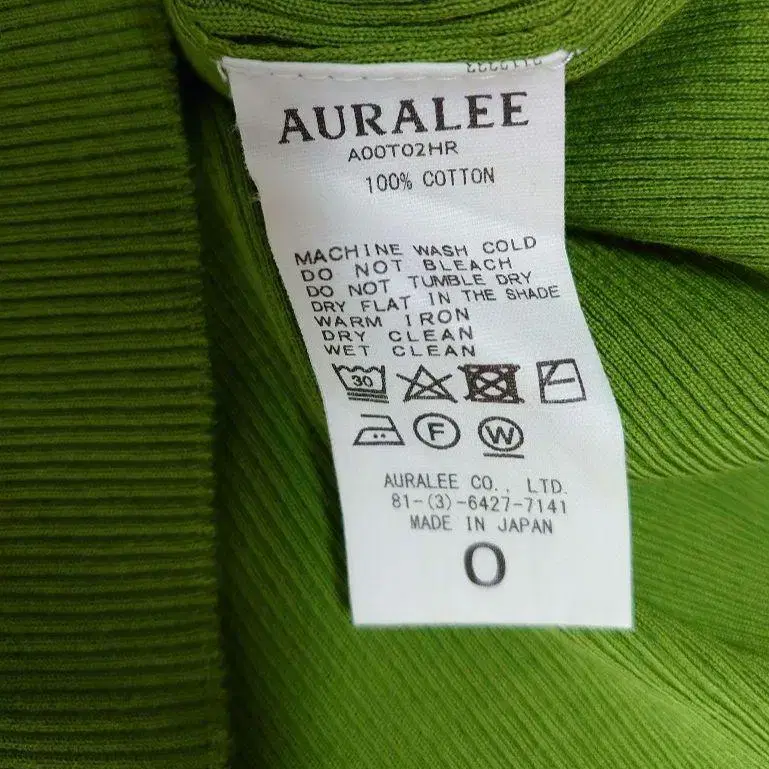 AURALEE
A00T02HR
100% COTTON
MACHINE WASH COLD
DO NOT BLEACH
DO NOT TUMBLE DRY
DRY FLAT IN THE SHADE
WARM IRON
DRY CLEAN
WET CLEAN
30
F W
AURALEE CO., LTD.
81-(3)-6427-7141
MADE IN JAPAN
0